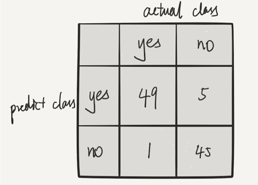 actual class
yes no
predict class yes 49 5
no 1 45